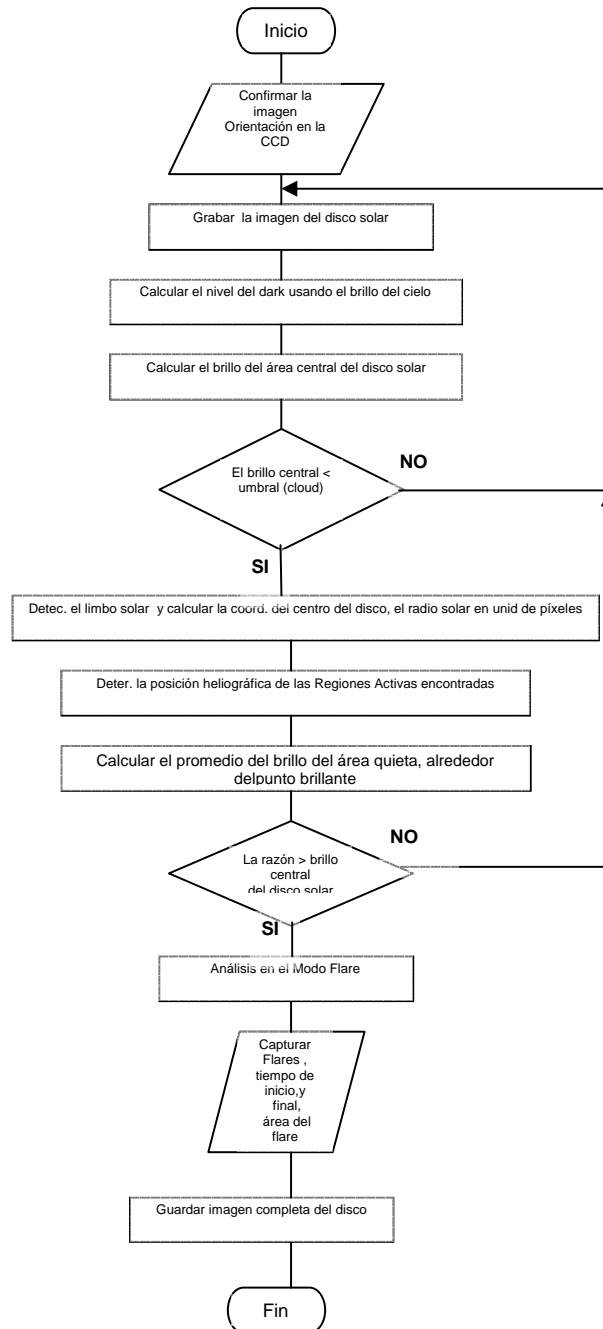 Inicio
Confirmar la
imagen
Orientación en la
CCD
Grabar la imagen del disco solar
Calcular el nivel del dark usando el brillo del cielo
Calcular el brillo del área central del disco solar
El brillo central <
umbral (cloud)
NO
SI
Detec. el limbo solar y calcular la coord. del centro del disco, el radio solar en unid de píxeles
Deter. la posición heliográfica de las Regiones Activas encontradas
Calcular el promedio del brillo del área quieta, alrededor
delpunto brillante
NO
La razón > brillo
central
del disco solar
SI
Análisis en el Modo Flare
Capturar
Flares ,
tiempo de
inicio,y
final,
área del
flare
Guardar imagen completa del disco
Fin